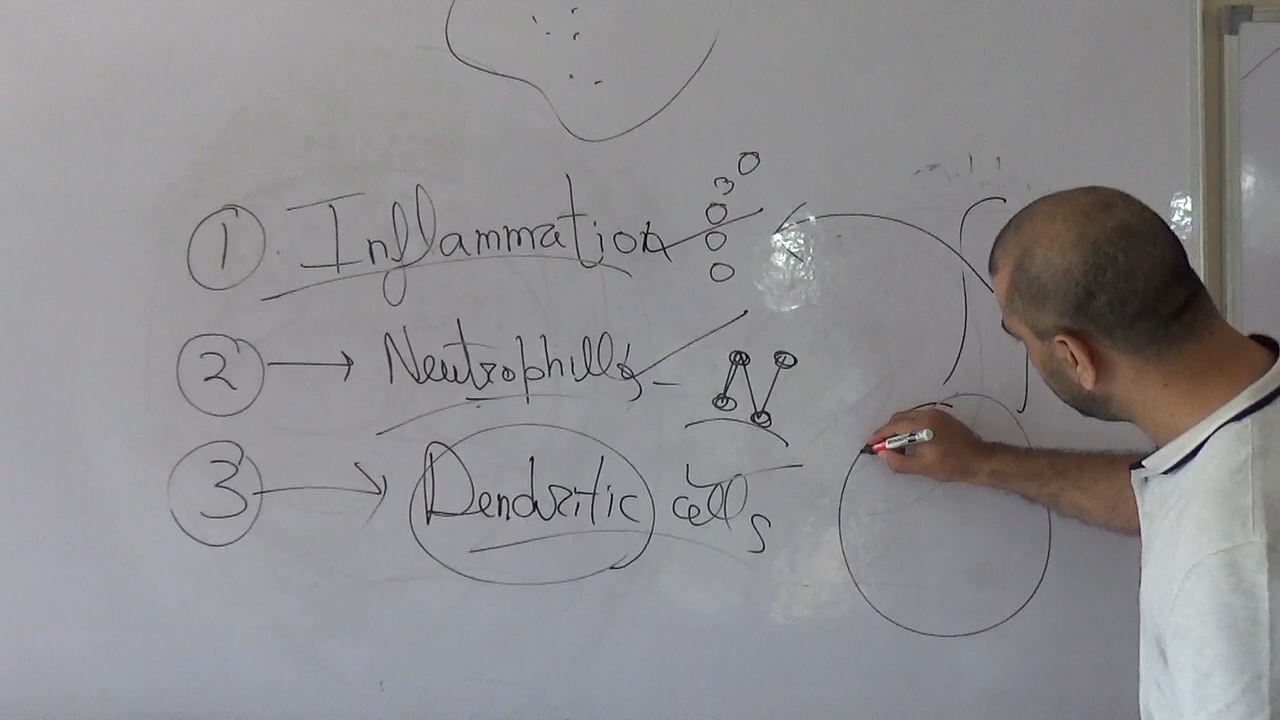 1 Inflammation
2 → Neutrophills
3 → Dendritic cells